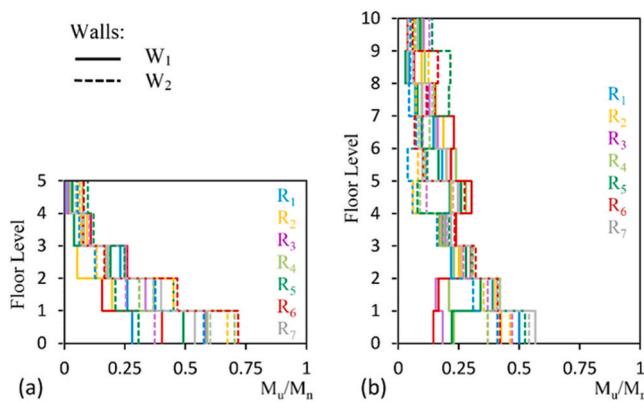 Walls:
W₁
W₂
Floor Level
5
4
3
2
1
0
R₁
R₂
R₃
R₄
R₅
R₆
R₇
0
0.25
0.5
0.75
1
(a)
Mᵤ/Mₙ
Floor Level
10
9
8
7
6
5
4
3
2
1
0
R₁
R₂
R₃
R₄
R₅
R₆
R₇
0
0.25
0.5
0.75
1
(b)
Mᵤ/Mₙ